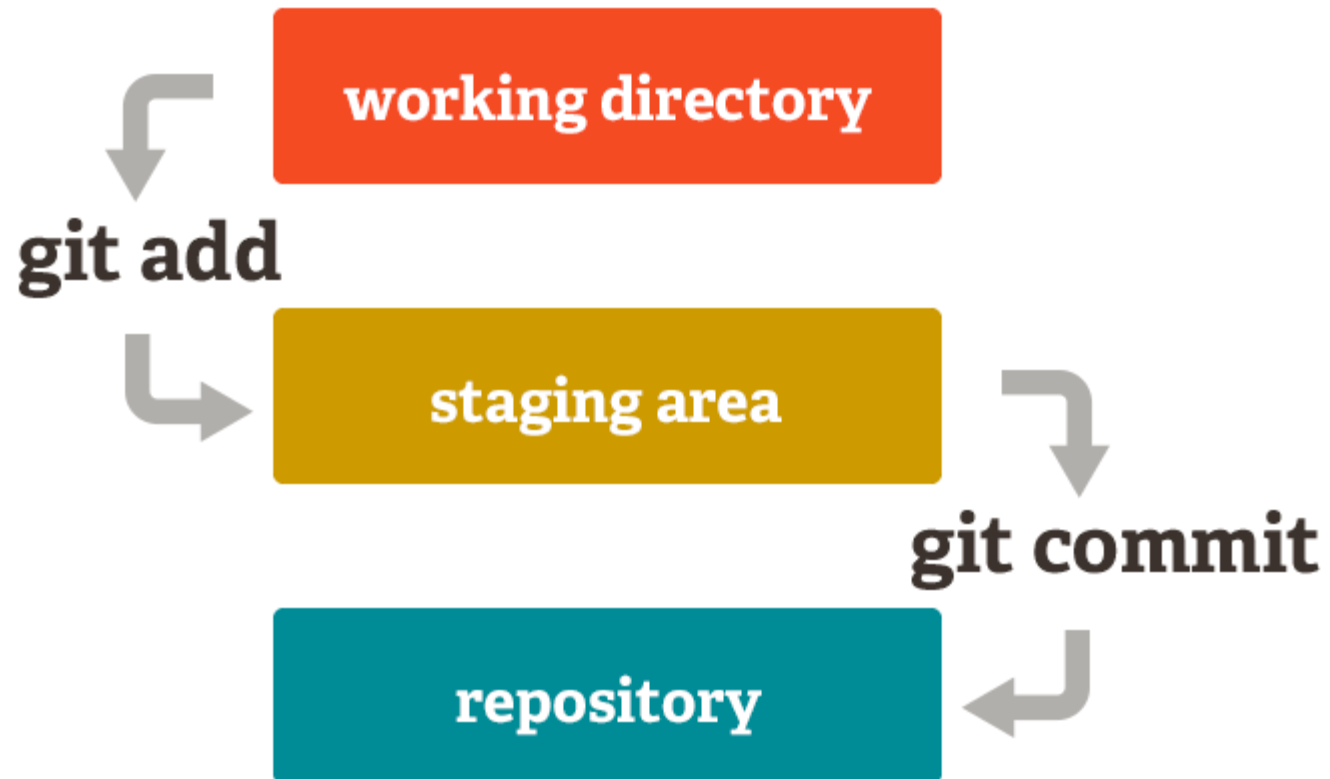 working directory
git add
staging area
git commit
repository